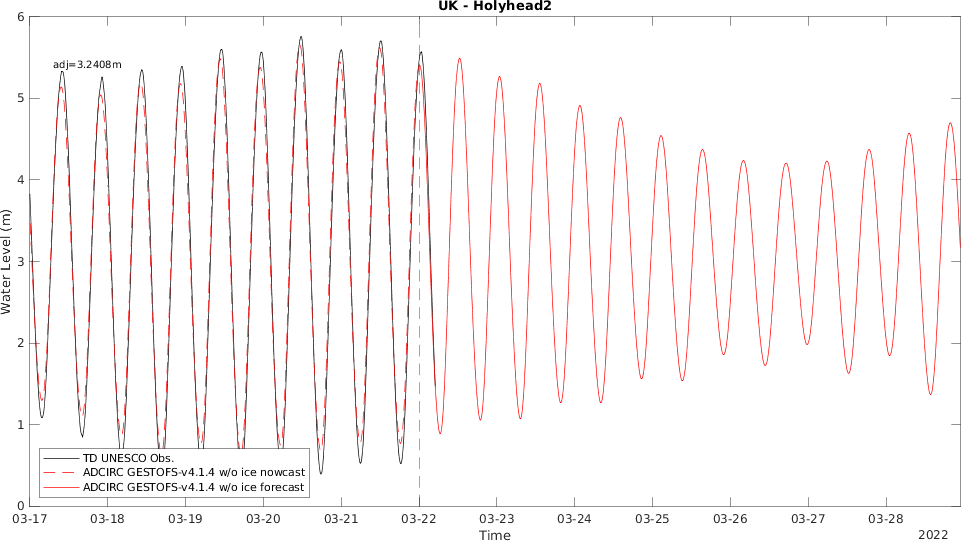 UK - Holyhead2
adj=3.2408m
Water Level (m)
6
5
4
3
2
1
0
TD UNESCO Obs.
ADCIRC GESTOFS-v4.1.4 w/o ice nowcast
ADCIRC GESTOFS-v4.1.4 w/o ice forecast
03-17 03-18 03-19 03-20 03-21 03-22 03-23 03-24 03-25 03-26 03-27 03-28
Time
2022